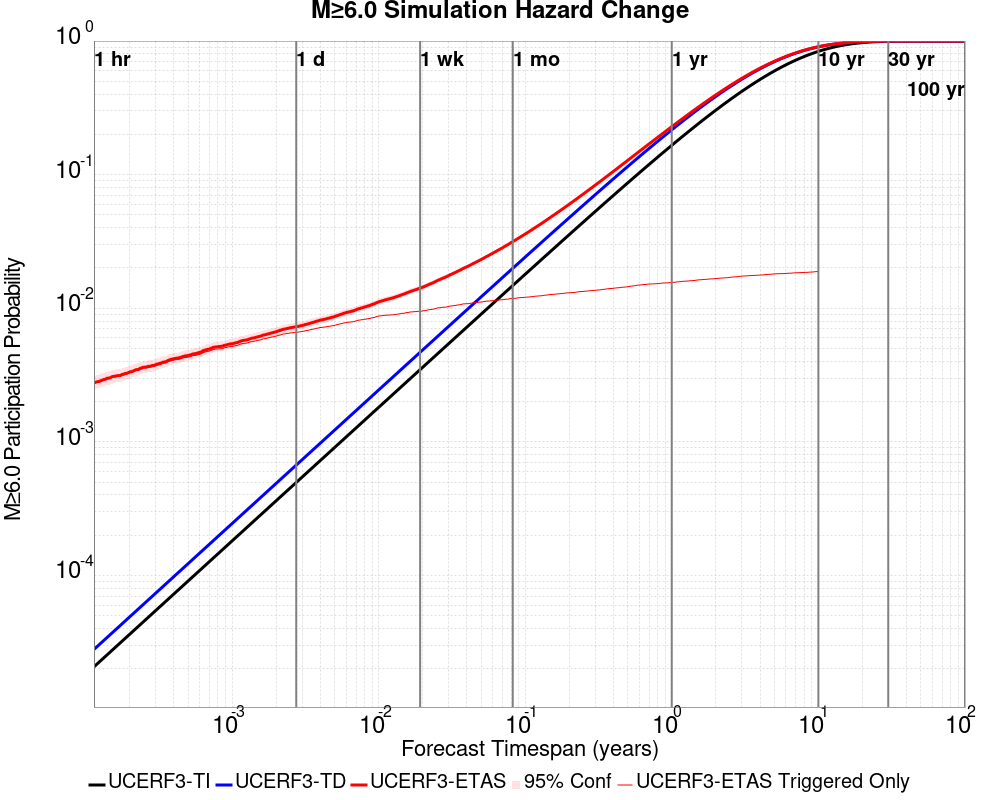 M≥6.0 Simulation Hazard Change
10^0
1 hr
1 d
1 wk
1 mo
1 yr
10 yr
30 yr
100 yr
10^-1
10^-2
10^-3
10^-4
M≥6.0 Participation Probability
10^-3
10^-2
10^-1
10^0
10^1
10^2
Forecast Timespan (years)
UCERF3-TI UCERF3-TD UCERF3-ETAS 95% Conf UCERF3-ETAS Triggered Only